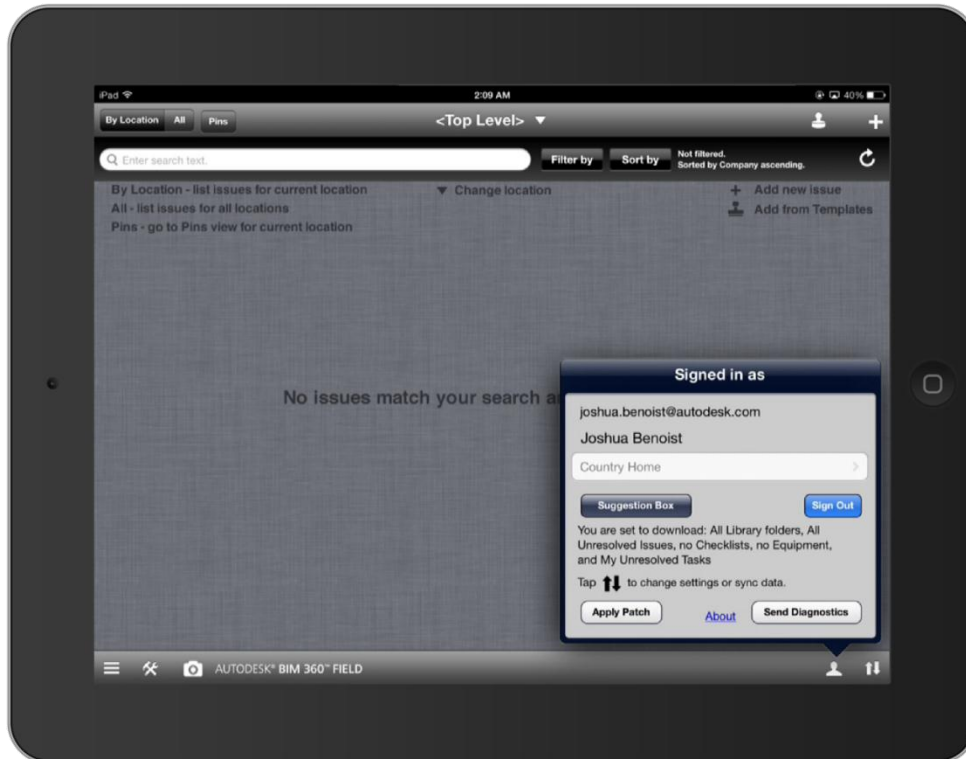 iPad
2:09 AM
40%
By Location
All
Pins
<Top Level>
Enter search text.
Filter by
Sort by
Not filtered.
Sorted by Company ascending.
By Location - list issues for current location
All - list issues for all locations
Pins - go to Pins view for current location
Change location
Add new issue
Add from Templates
No issues match your search
Signed in as
joshua.benoist@autodesk.com
Joshua Benoist
Country Home
Suggestion Box
Sign Out
You are set to download: All Library folders, All
Unresolved Issues, no Checklists, no Equipment,
and My Unresolved Tasks
Tap to change settings or sync data.
Apply Patch
About
Send Diagnostics
AUTODESK® BIM 360™ FIELD